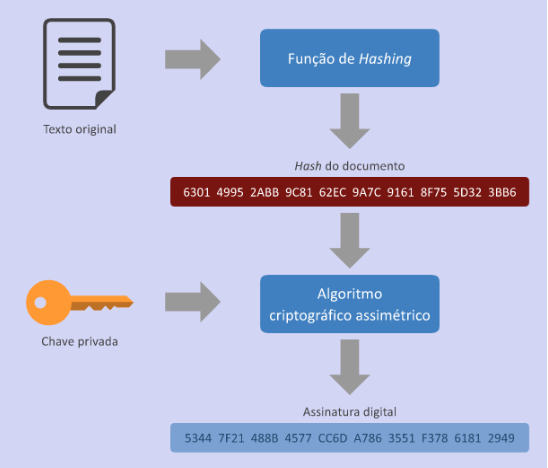 Texto original
Função de Hashing
Hash do documento
6301 4995 2ABB 9C81 62EC 9A7C 9161 8F75 5D32 3BB6
Chave privada
Algoritmo
criptográfico assimétrico
Assinatura digital
5344 7F21 488B 4577 CC6D A786 3551 F378 6181 2949